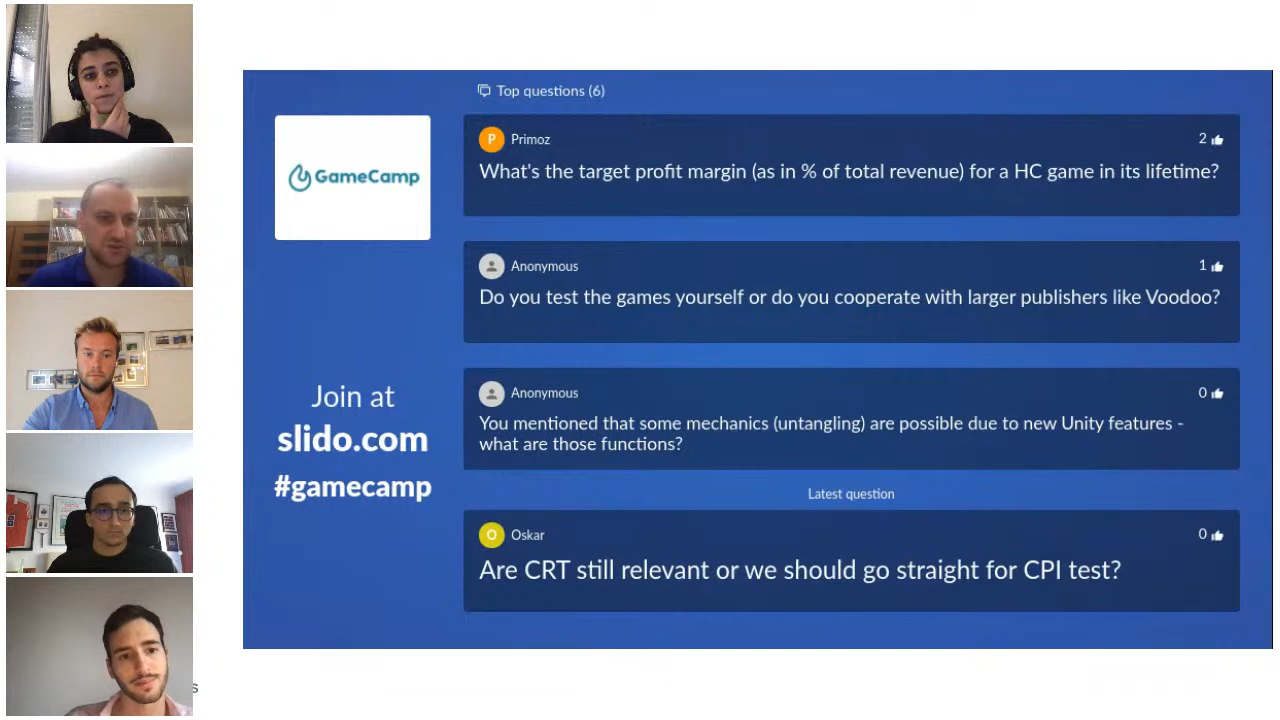 Top questions (6)
P Primoz 2
What's the target profit margin (as in % of total revenue) for a HC game in its lifetime?
GameCamp
Anonymous 1
Do you test the games yourself or do you cooperate with larger publishers like Voodoo?
Anonymous 0
You mentioned that some mechanics (untangling) are possible due to new Unity features -
what are those functions?
Join at
slido.com
#gamecamp
Latest question
O Oskar 0
Are CRT still relevant or we should go straight for CPI test?
s